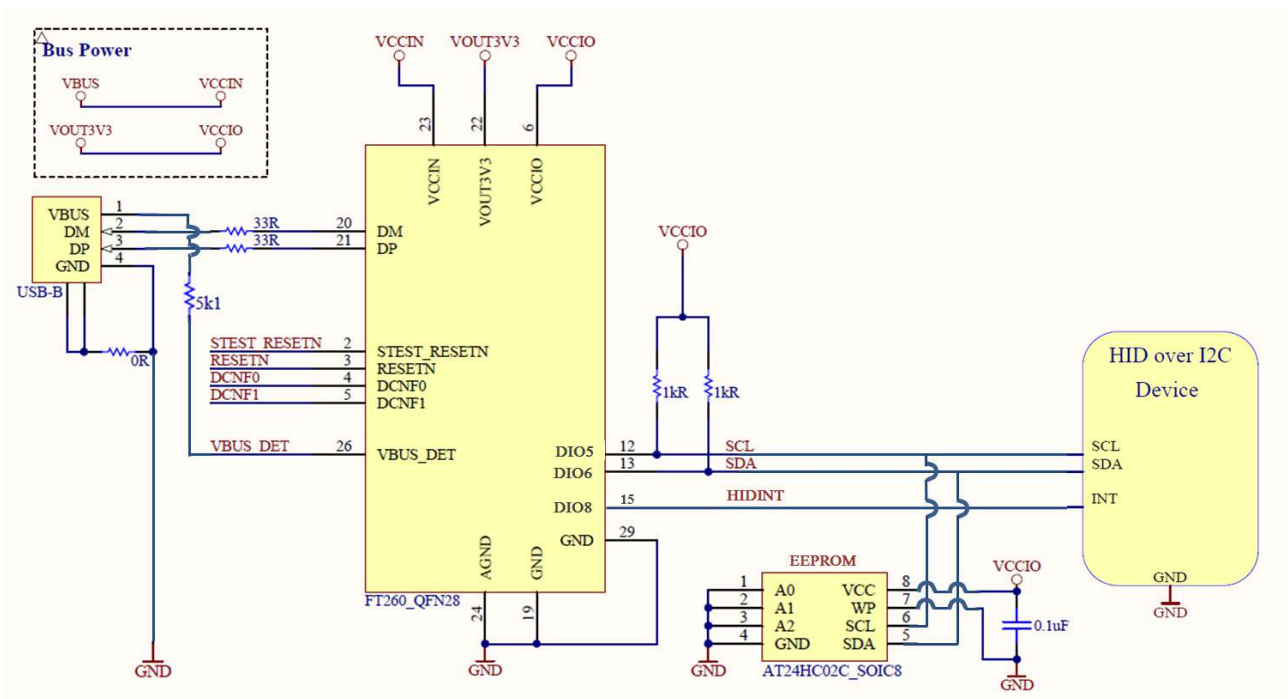 Bus Power
VBUS VCCIN
VOUT3V3 VCCIO
VCCIN VOUT3V3 VCCIO
23 22 6
VCCIN VOUT3V3 VCCIO
VBUS 1
DM 2
DP 3
GND 4
USB-B
33R 20 DM
33R 21 DP
5k1
0R
STEST_RESETN 2 STEST_RESETN
RESETN 3 RESETN
DCNF0 4 DCNF0
DCNF1 5 DCNF1
VBUS_DET 26 VBUS_DET
VCCIO
1kR 1kR
DIO5 12 SCL
DIO6 13 SDA
DIO8 15 HIDINT
GND 29
AGND GND
24 19
FT260_QFN28
GND
GND
HID over I2C
Device
SCL
SDA
INT
GND
GND
EEPROM
1 A0 VCC 8
2 A1 WP 7
3 A2 SCL 6
4 GND SDA 5
AT24HC02C_SOIC8
GND
VCCIO
0.1uF
GND